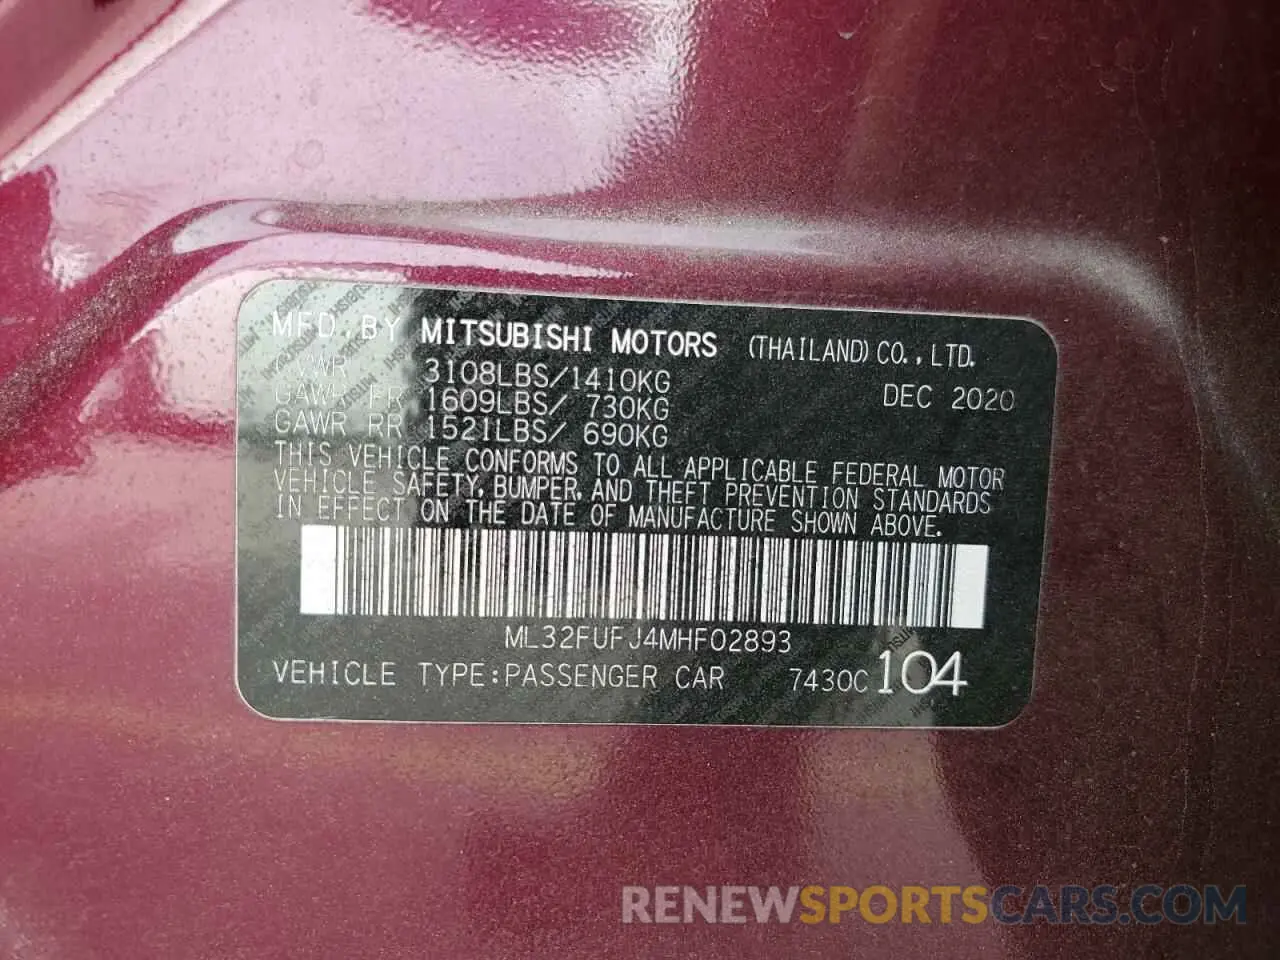 MFD. BY MITSUBISHI MOTORS (THAILAND) CO., LTD.
GVWR 3108LBS/1410KG DEC 2020
GAWR FR 1609LBS/ 730KG
GAWR RR 1521LBS/ 690KG
THIS VEHICLE CONFORMS TO ALL APPLICABLE FEDERAL MOTOR
VEHICLE SAFETY, BUMPER, AND THEFT PREVENTION STANDARDS
IN EFFECT ON THE DATE OF MANUFACTURE SHOWN ABOVE.
ML32FUFJ4MHF02893
VEHICLE TYPE:PASSENGER CAR 7430C 104
RENEWSPORTSCARS.COM